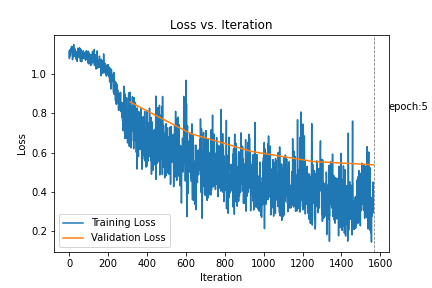 Loss vs. Iteration
Loss
1.0
0.8
0.6
0.4
0.2
epoch:5
Training Loss
Validation Loss
0 200 400 600 800 1000 1200 1400 1600
Iteration